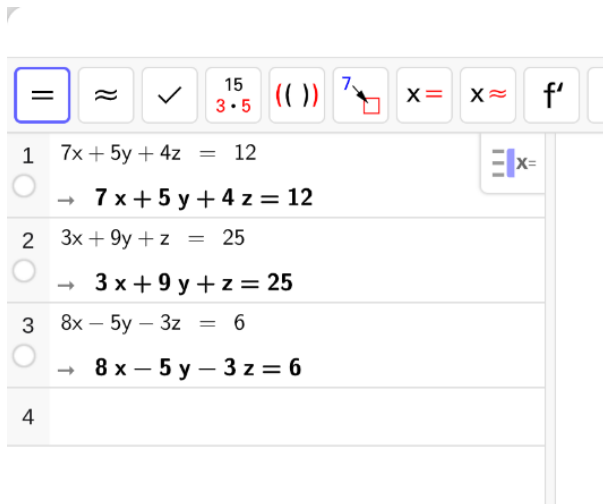 = ≈ ✓ 15 3 · 5 (( )) 7 x = x ≈ f′
1 7x + 5y + 4z = 12
→ 7 x + 5 y + 4 z = 12
x=
2 3x + 9y + z = 25
→ 3 x + 9 y + z = 25
3 8x – 5y – 3z = 6
→ 8 x – 5 y – 3 z = 6
4